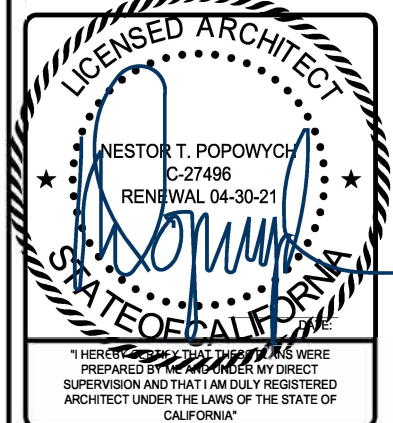 LICENSED ARCHITECT
NESTOR T. POPOWYCH
C-27496
RENEWAL 04-30-21
STATE OF CALIFORNIA
DATE:
"I HEREBY CERTIFY THAT THESE PLANS WERE
PREPARED BY ME AND UNDER MY DIRECT
SUPERVISION AND THAT I AM DULY REGISTERED
ARCHITECT UNDER THE LAWS OF THE STATE OF
CALIFORNIA"